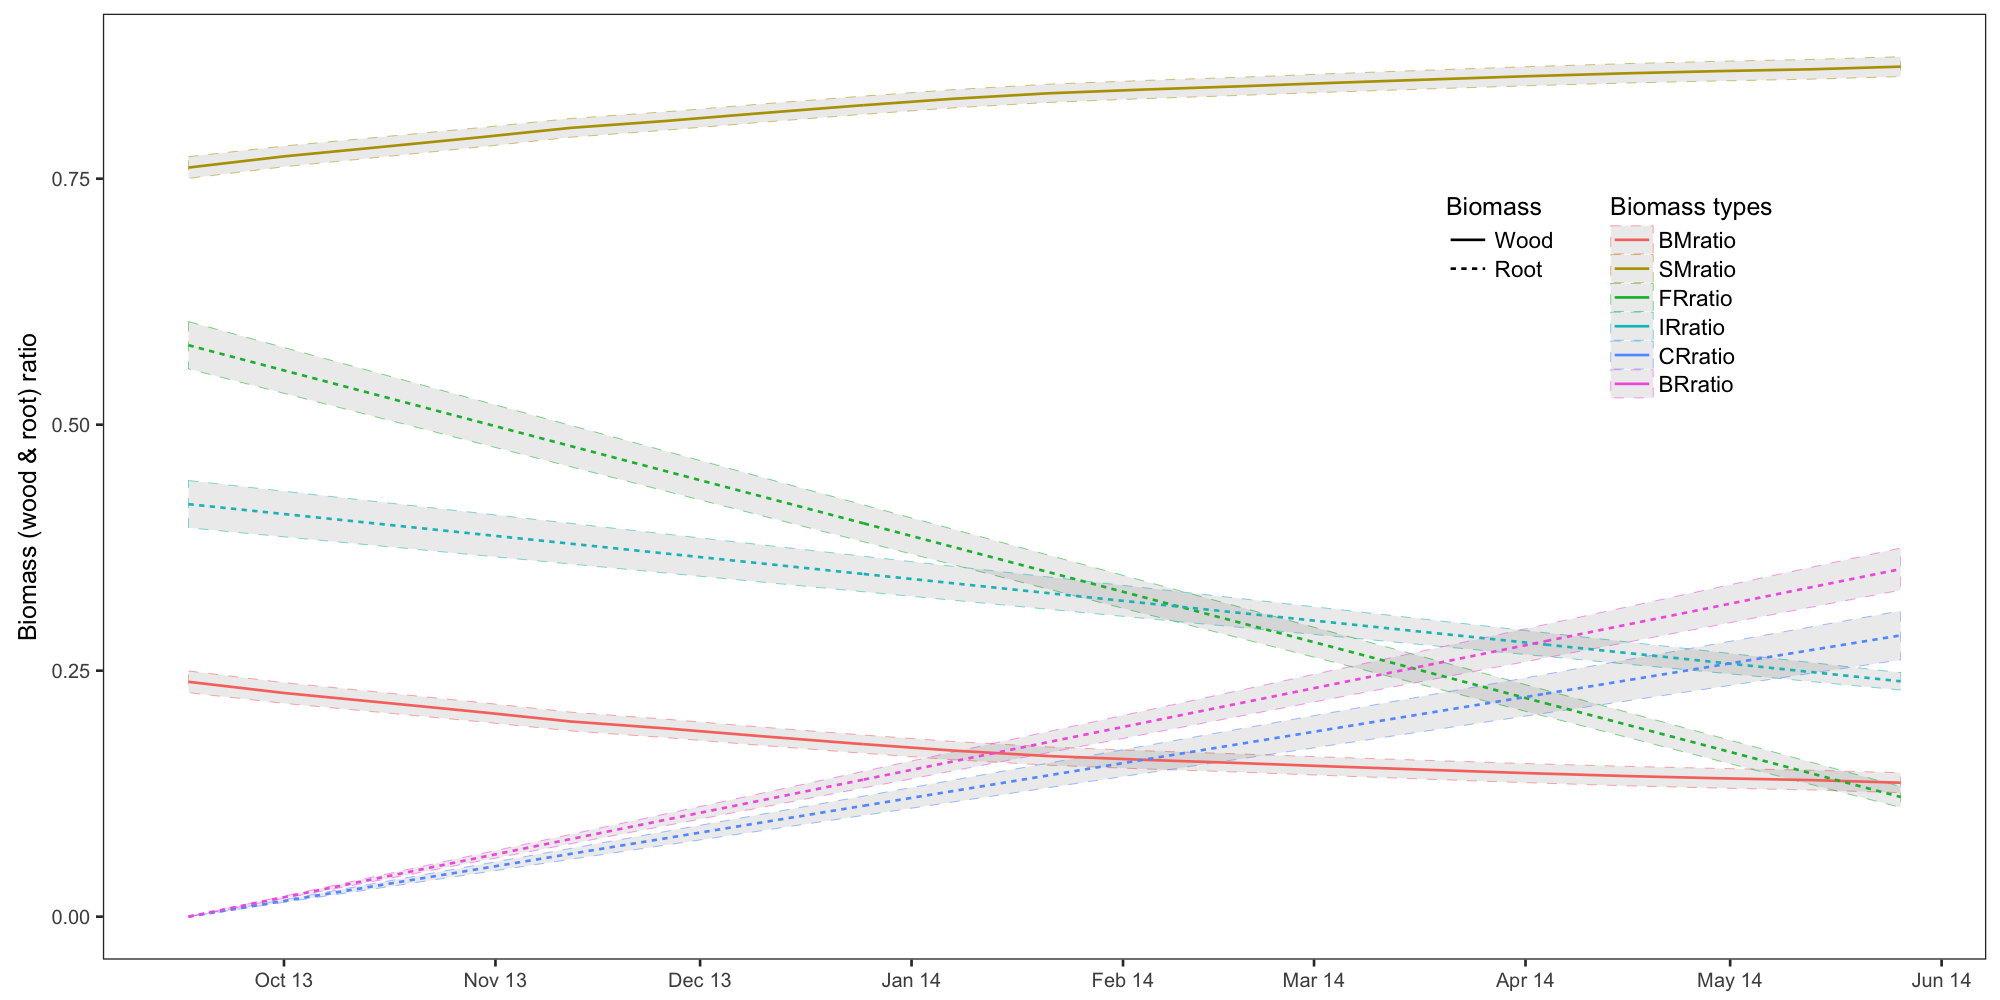 Biomass (wood & root) ratio
0.75
0.50
0.25
0.00
Biomass
Wood
Root
Biomass types
BMratio
SMratio
FRratio
IRratio
CRratio
BRratio
Oct 13 Nov 13 Dec 13 Jan 14 Feb 14 Mar 14 Apr 14 May 14 Jun 14